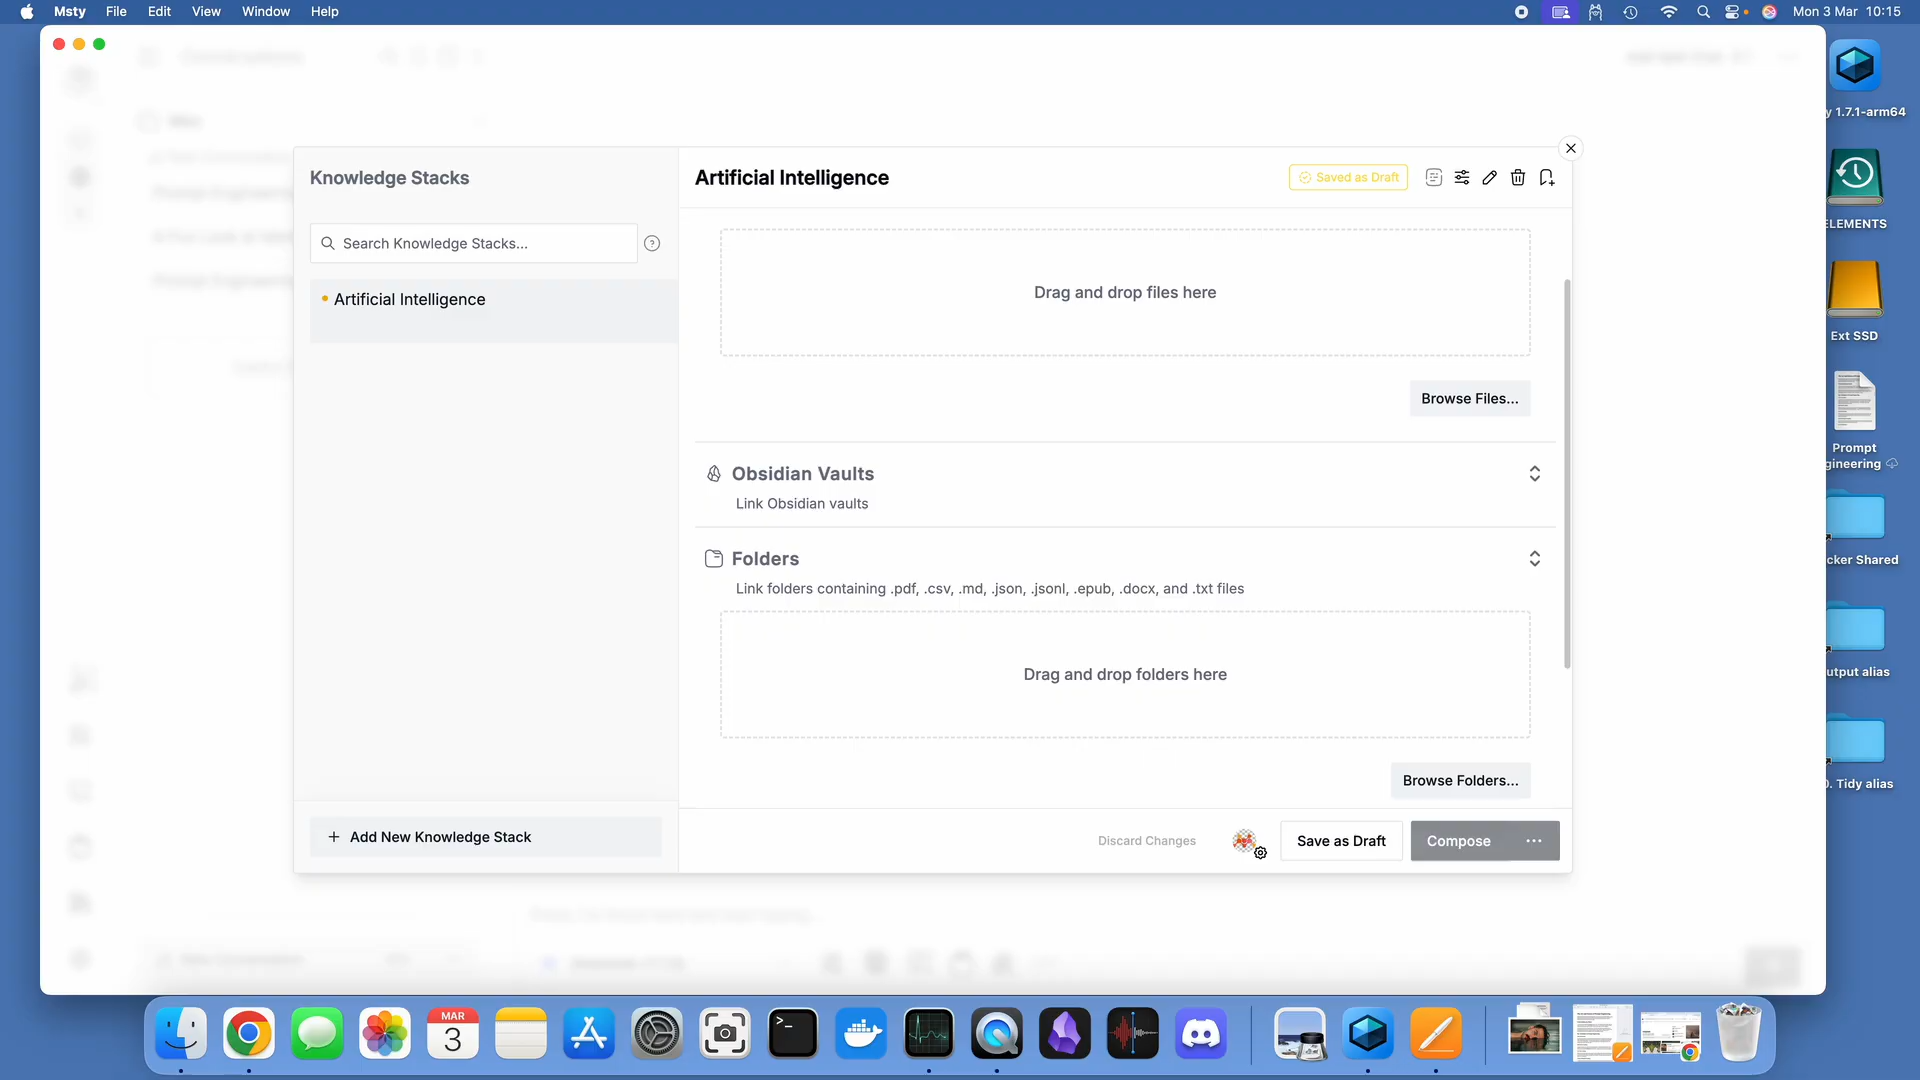 Msty File Edit View Window Help
Mon 3 Mar 10:15
y 1.7.1-arm64
ELEMENTS
Ext SSD
Prompt
gineering
cker Shared
utput alias
0. Tidy alias
Knowledge Stacks
Search Knowledge Stacks...
Artificial Intelligence
Add New Knowledge Stack
Artificial Intelligence
Saved as Draft
Drag and drop files here
Browse Files...
Obsidian Vaults
Link Obsidian vaults
Folders
Link folders containing .pdf, .csv, .md, .json, .jsonl, .epub, .docx, and .txt files
Drag and drop folders here
Browse Folders...
Discard Changes
Save as Draft
Compose
MAR
3